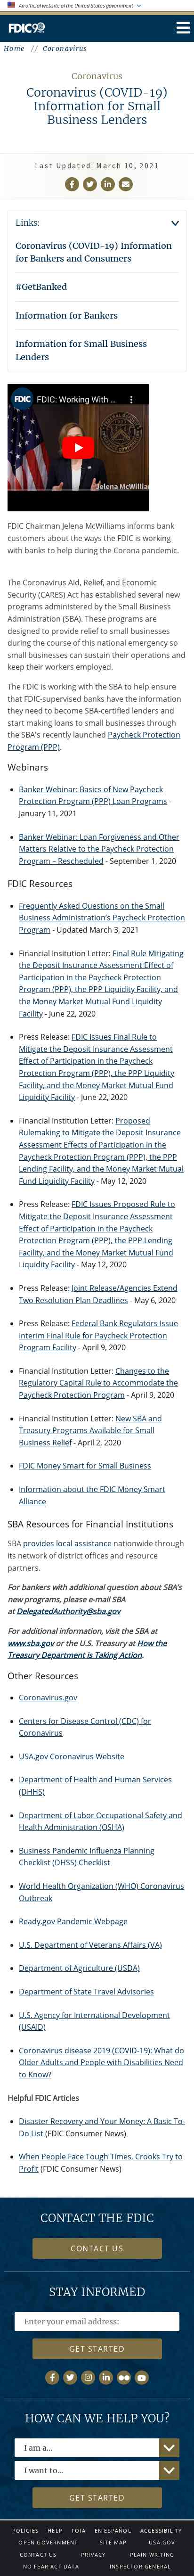 An official website of the United States government
FDIC90
Home // Coronavirus
Coronavirus
Coronavirus (COVID-19)
Information for Small
Business Lenders
Last Updated: March 10, 2021
Links:
Coronavirus (COVID-19) Information
for Bankers and Consumers
#GetBanked
Information for Bankers
Information for Small Business
Lenders
FDIC: Working With ...
Jelena McWilliam
FDIC Chairman Jelena McWilliams informs bank
customers about the ways the FDIC is working
with banks to help workers.
The Coronavirus Aid, Relief, and Economic
Security (CARES) Act has established several new
programs administered by the Small Business
Administration (SBA). These programs are
designed to provide emergency assistance to
small businesses during the national emergency so
small businesses can sustain their operations and
keep their workers employed.
The FDIC is working with the SBA to help ensure
that FDIC-supervised banks have the information
they need to become SBA-certified lenders and
start making loans to small businesses through
the SBA's recently launched Paycheck Protection
Program (PPP).
Webinars
Banker Webinar: Basics of New Paycheck
Protection Program (PPP) Loan Programs -
January 11, 2021
Banker Webinar: Loan Forgiveness and Other
Matters Relative to the Paycheck Protection
Program – Rescheduled - September 1, 2020
FDIC Resources
Frequently Asked Questions on the Small
Business Administration's Paycheck Protection
Program - Updated March 3, 2021
Financial Institution Letter: Final Rule Mitigating
the Deposit Insurance Assessment Effect of
Participation in the Paycheck Protection
Program (PPP), the PPP Liquidity Facility, and
the Money Market Mutual Fund Liquidity
Facility - June 22, 2020
Press Release: FDIC Issues Final Rule to
Mitigate the Deposit Insurance Assessment
Effect of Participation in the Paycheck
Protection Program (PPP), the PPP Liquidity
Facility, and the Money Market Mutual Fund
Liquidity Facility - June 22, 2020
Financial Institution Letter: Proposed
Rulemaking to Mitigate the Deposit Insurance
Assessment Effects of Participation in the
Paycheck Protection Program (PPP), the PPP
Lending Facility, and the Money Market Mutual
Fund Liquidity Facility - May 12, 2020
Press Release: FDIC Issues Proposed Rule to
Mitigate the Deposit Insurance Assessment
Effect of Participation in the Paycheck
Protection Program (PPP), the PPP Lending
Facility, and the Money Market Mutual Fund
Liquidity Facility - May 12, 2020
Press Release: Joint Release/Agencies Extend
Two Resolution Plan Deadlines - May 6, 2020
Press Release: Federal Bank Regulators Issue
Interim Final Rule for Paycheck Protection
Program Facility - April 9, 2020
Financial Institution Letter: Changes to the
Regulatory Capital Rule to Accommodate the
Paycheck Protection Program - April 9, 2020
Financial Institution Letter: New SBA and
Treasury Programs Available for Small
Business Relief - April 2, 2020
FDIC Money Smart for Small Business
Information about the FDIC Money Smart
Alliance
SBA Resources for Financial Institutions
SBA provides local assistance nationwide through
its system of district offices and resource
partners.
For bankers with additional question about SBA's
new programs, please e-mail SBA
at DelegatedAuthority@sba.gov
For additional information, visit the SBA at
www.sba.gov or the U.S. Treasury at How the
Treasury Department is Taking Action.
Other Resources
Coronavirus.gov
Centers for Disease Control (CDC) for
Coronavirus
USA.gov Coronavirus Website
Department of Health and Human Services
(DHHS)
Department of Labor Occupational Safety and
Health Administration (OSHA)
Business Pandemic Influenza Planning
Checklist (DHSS) Checklist
World Health Organization (WHO) Coronavirus
Outbreak
Ready.gov Pandemic Webpage
U.S. Department of Veterans Affairs (VA)
Department of Agriculture (USDA)
Department of State Travel Advisories
U.S. Agency for International Development
(USAID)
Coronavirus disease 2019 (COVID-19): What do
Older Adults and People with Disabilities Need
to Know?
Helpful FDIC Articles
Disaster Recovery and Your Money: A Basic To-
Do List (FDIC Consumer News)
When People Face Tough Times, Crooks Try to
Profit (FDIC Consumer News)
CONTACT THE FDIC
CONTACT US
STAY INFORMED
Enter your email address:
GET STARTED
HOW CAN WE HELP YOU?
I am a...
I want to...
GET STARTED
POLICIES HELP FOIA EN ESPAÑOL ACCESSIBILITY
OPEN GOVERNMENT SITE MAP USA.GOV
CONTACT US PRIVACY PLAIN WRITING
NO FEAR ACT DATA INSPECTOR GENERAL